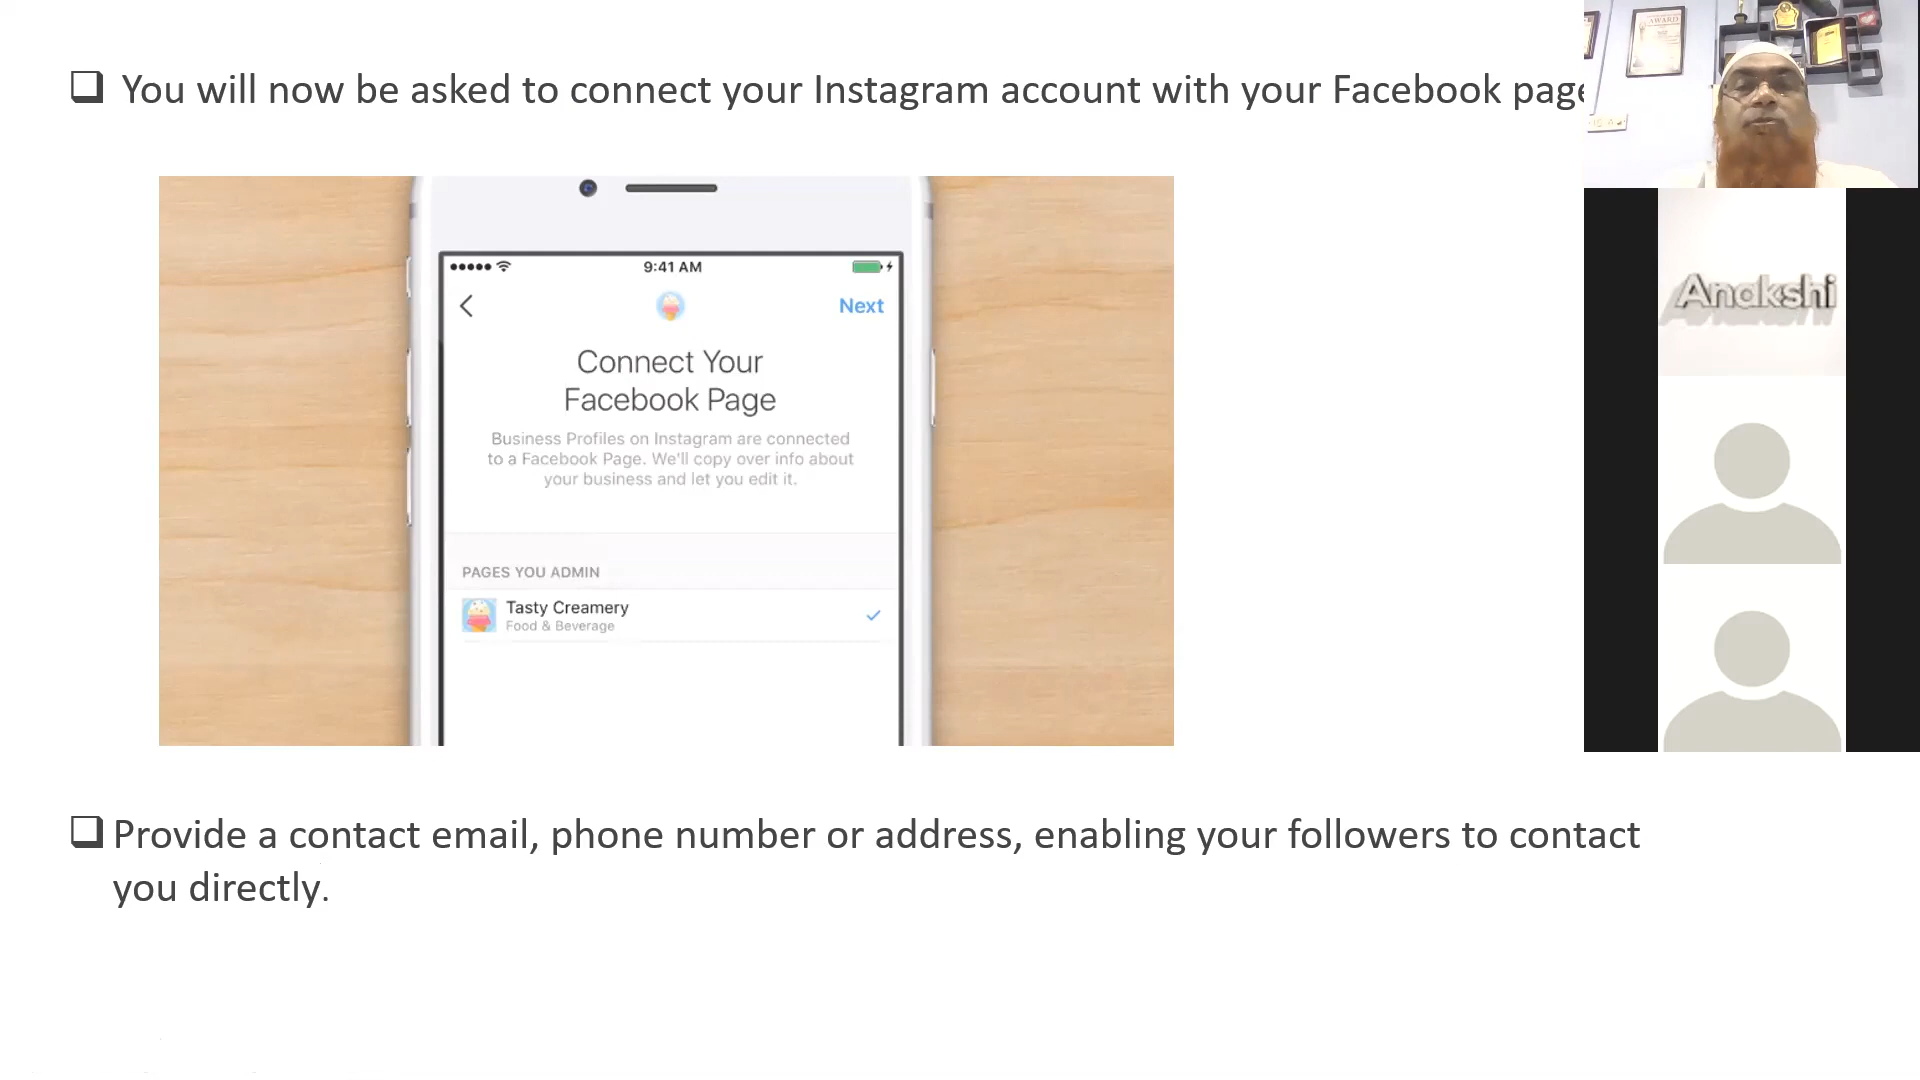 ❑ You will now be asked to connect your Instagram account with your Facebook page
9:41 AM
Next
Connect Your
Facebook Page
Business Profiles on Instagram are connected
to a Facebook Page. We'll copy over info about
your business and let you edit it.
PAGES YOU ADMIN
Tasty Creamery
Food & Beverage
❑ Provide a contact email, phone number or address, enabling your followers to contact
you directly.
AWARD
Anakshi